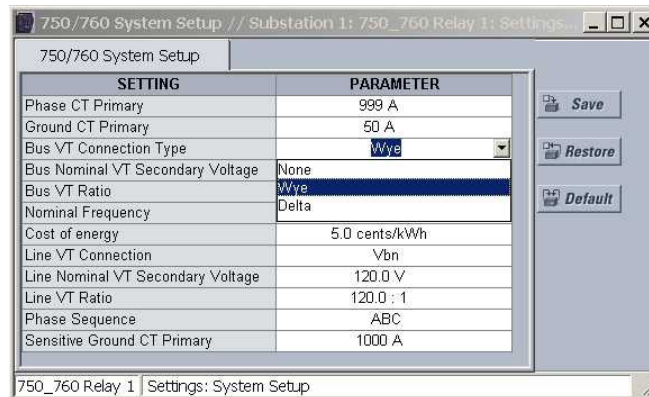 750/760 System Setup // Substation 1: 750_760 Relay 1: Settings...
750/760 System Setup
SETTING PARAMETER
Phase CT Primary 999 A
Ground CT Primary 50 A
Bus VT Connection Type Wye
Bus Nominal VT Secondary Voltage None
Bus VT Ratio Wye
Nominal Frequency Delta
Cost of energy 5.0 cents/kWh
Line VT Connection Vbn
Line Nominal VT Secondary Voltage 120.0 V
Line VT Ratio 120.0 : 1
Phase Sequence ABC
Sensitive Ground CT Primary 1000 A
Save
Restore
Default
750_760 Relay 1 Settings: System Setup